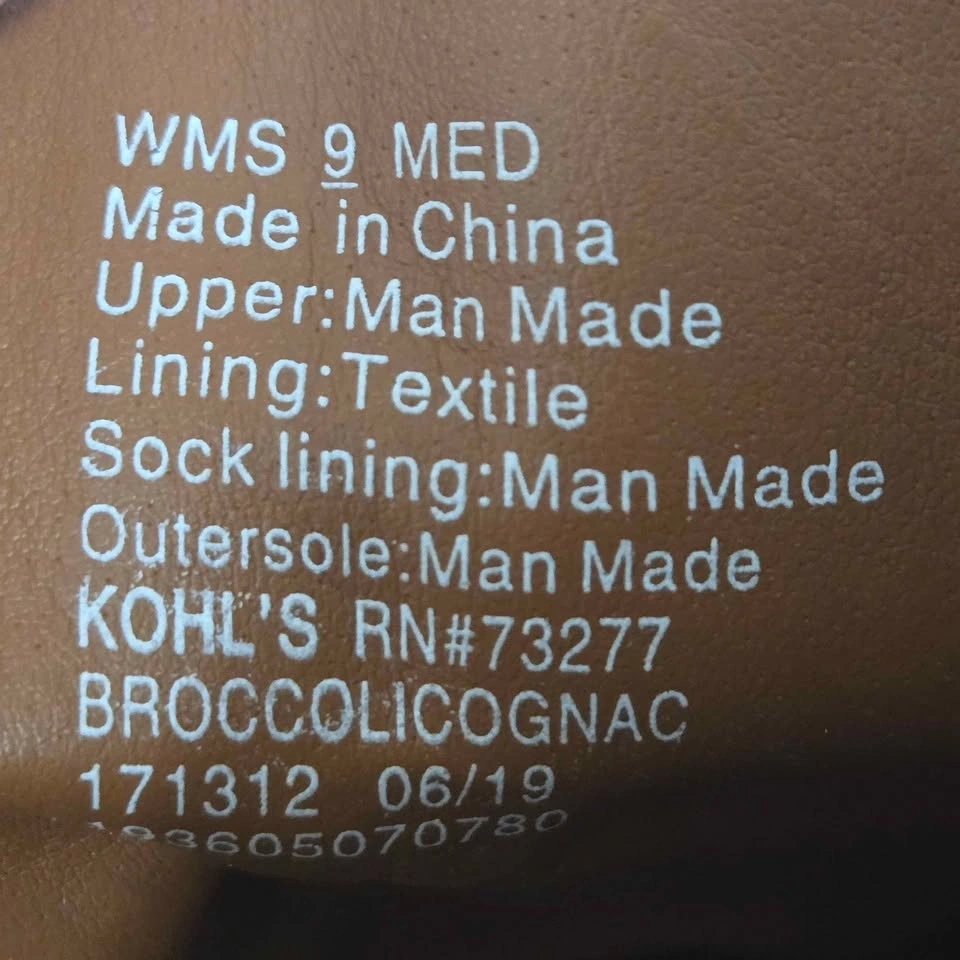 WMS 9 MED
Made in China
Upper:Man Made
Lining:Textile
Sock lining:Man Made
Outersole:Man Made
KOHL'S RN#73277
BROCCOLICOGNAC
171312 06/19
193605070780